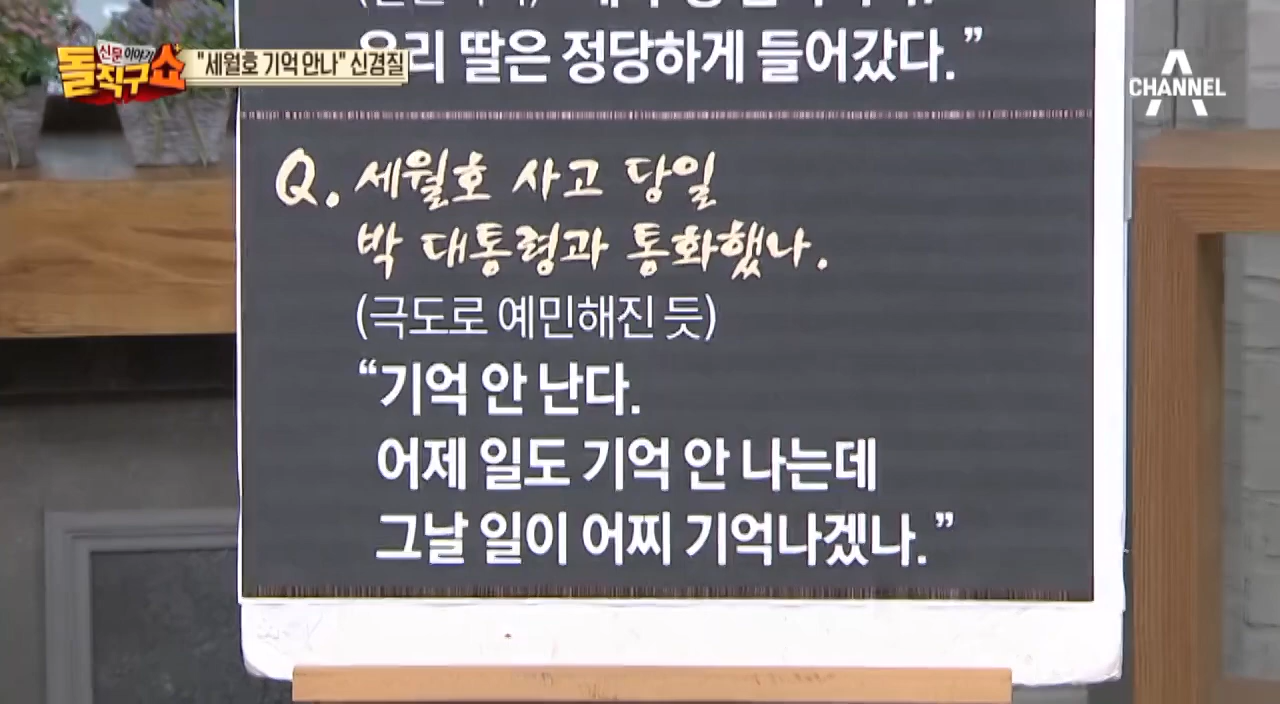 신문이야기
돌직구쇼
"세월호 기억 안나" 신경질
CHANNEL A
우리 딸은 정당하게 들어갔다.”
Q. 세월호 사고 당일
박 대통령과 통화했나.
(극도로 예민해진 듯)
“기억 안 난다.
어제 일도 기억 안 나는데
그날 일이 어찌 기억나겠나.”